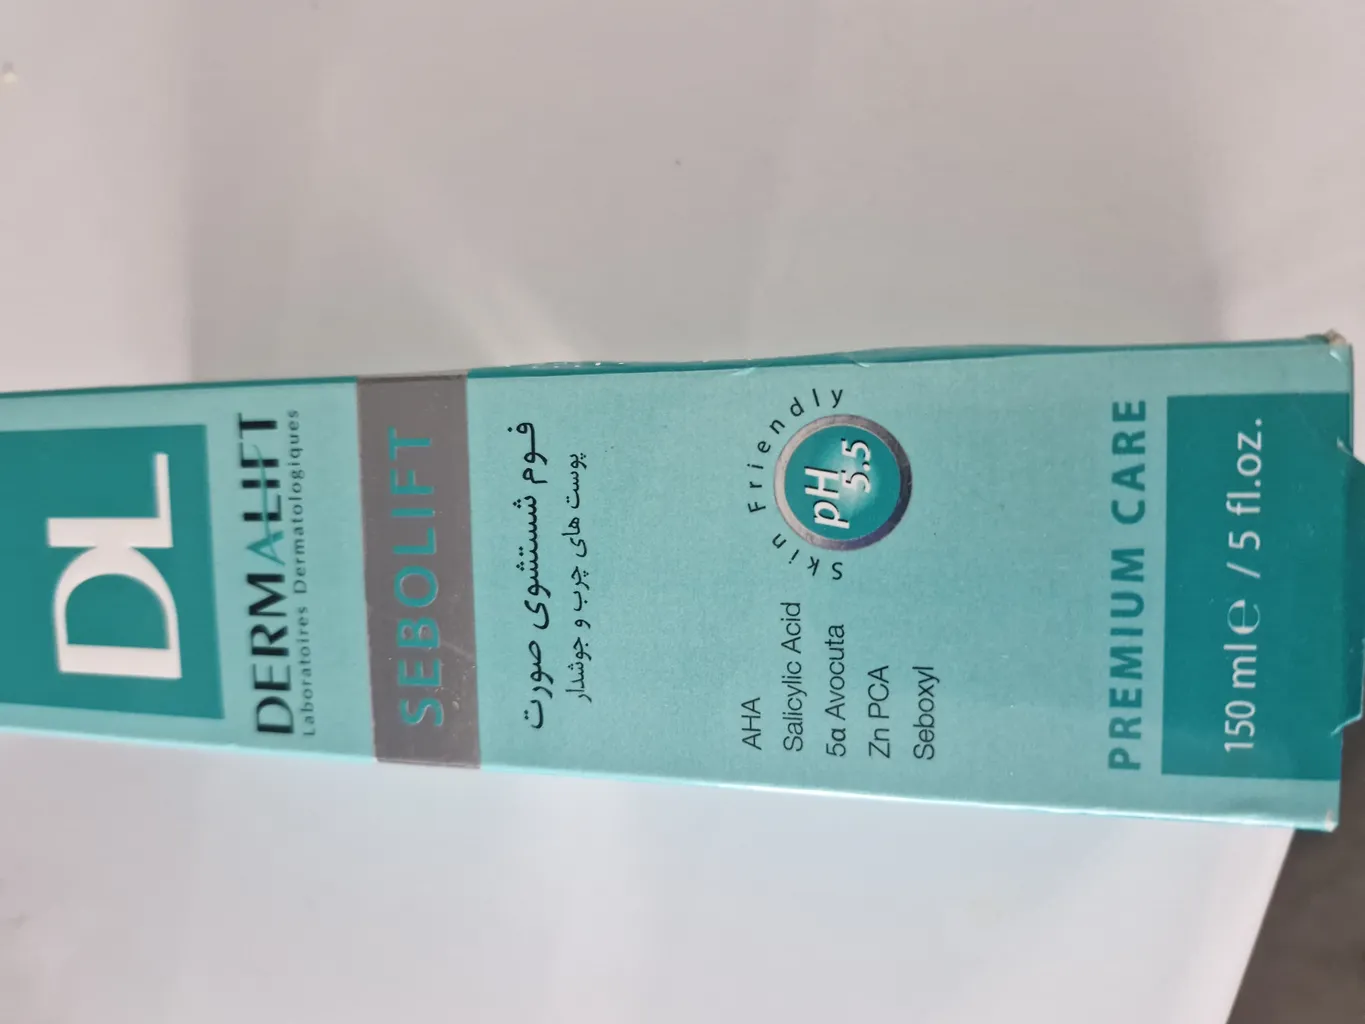 DL
DERMALIFT
Laboratoires Dermatologiques
SEBOLIFT
فوم شستشوی صورت
پوست های چرب و جوشدار
AHA
Salicylic Acid
5α Avocuta
Zn PCA
Seboxyl
Skin Friendly
pH
5.5
PREMIUM CARE
150 ml e / 5 fl.oz.